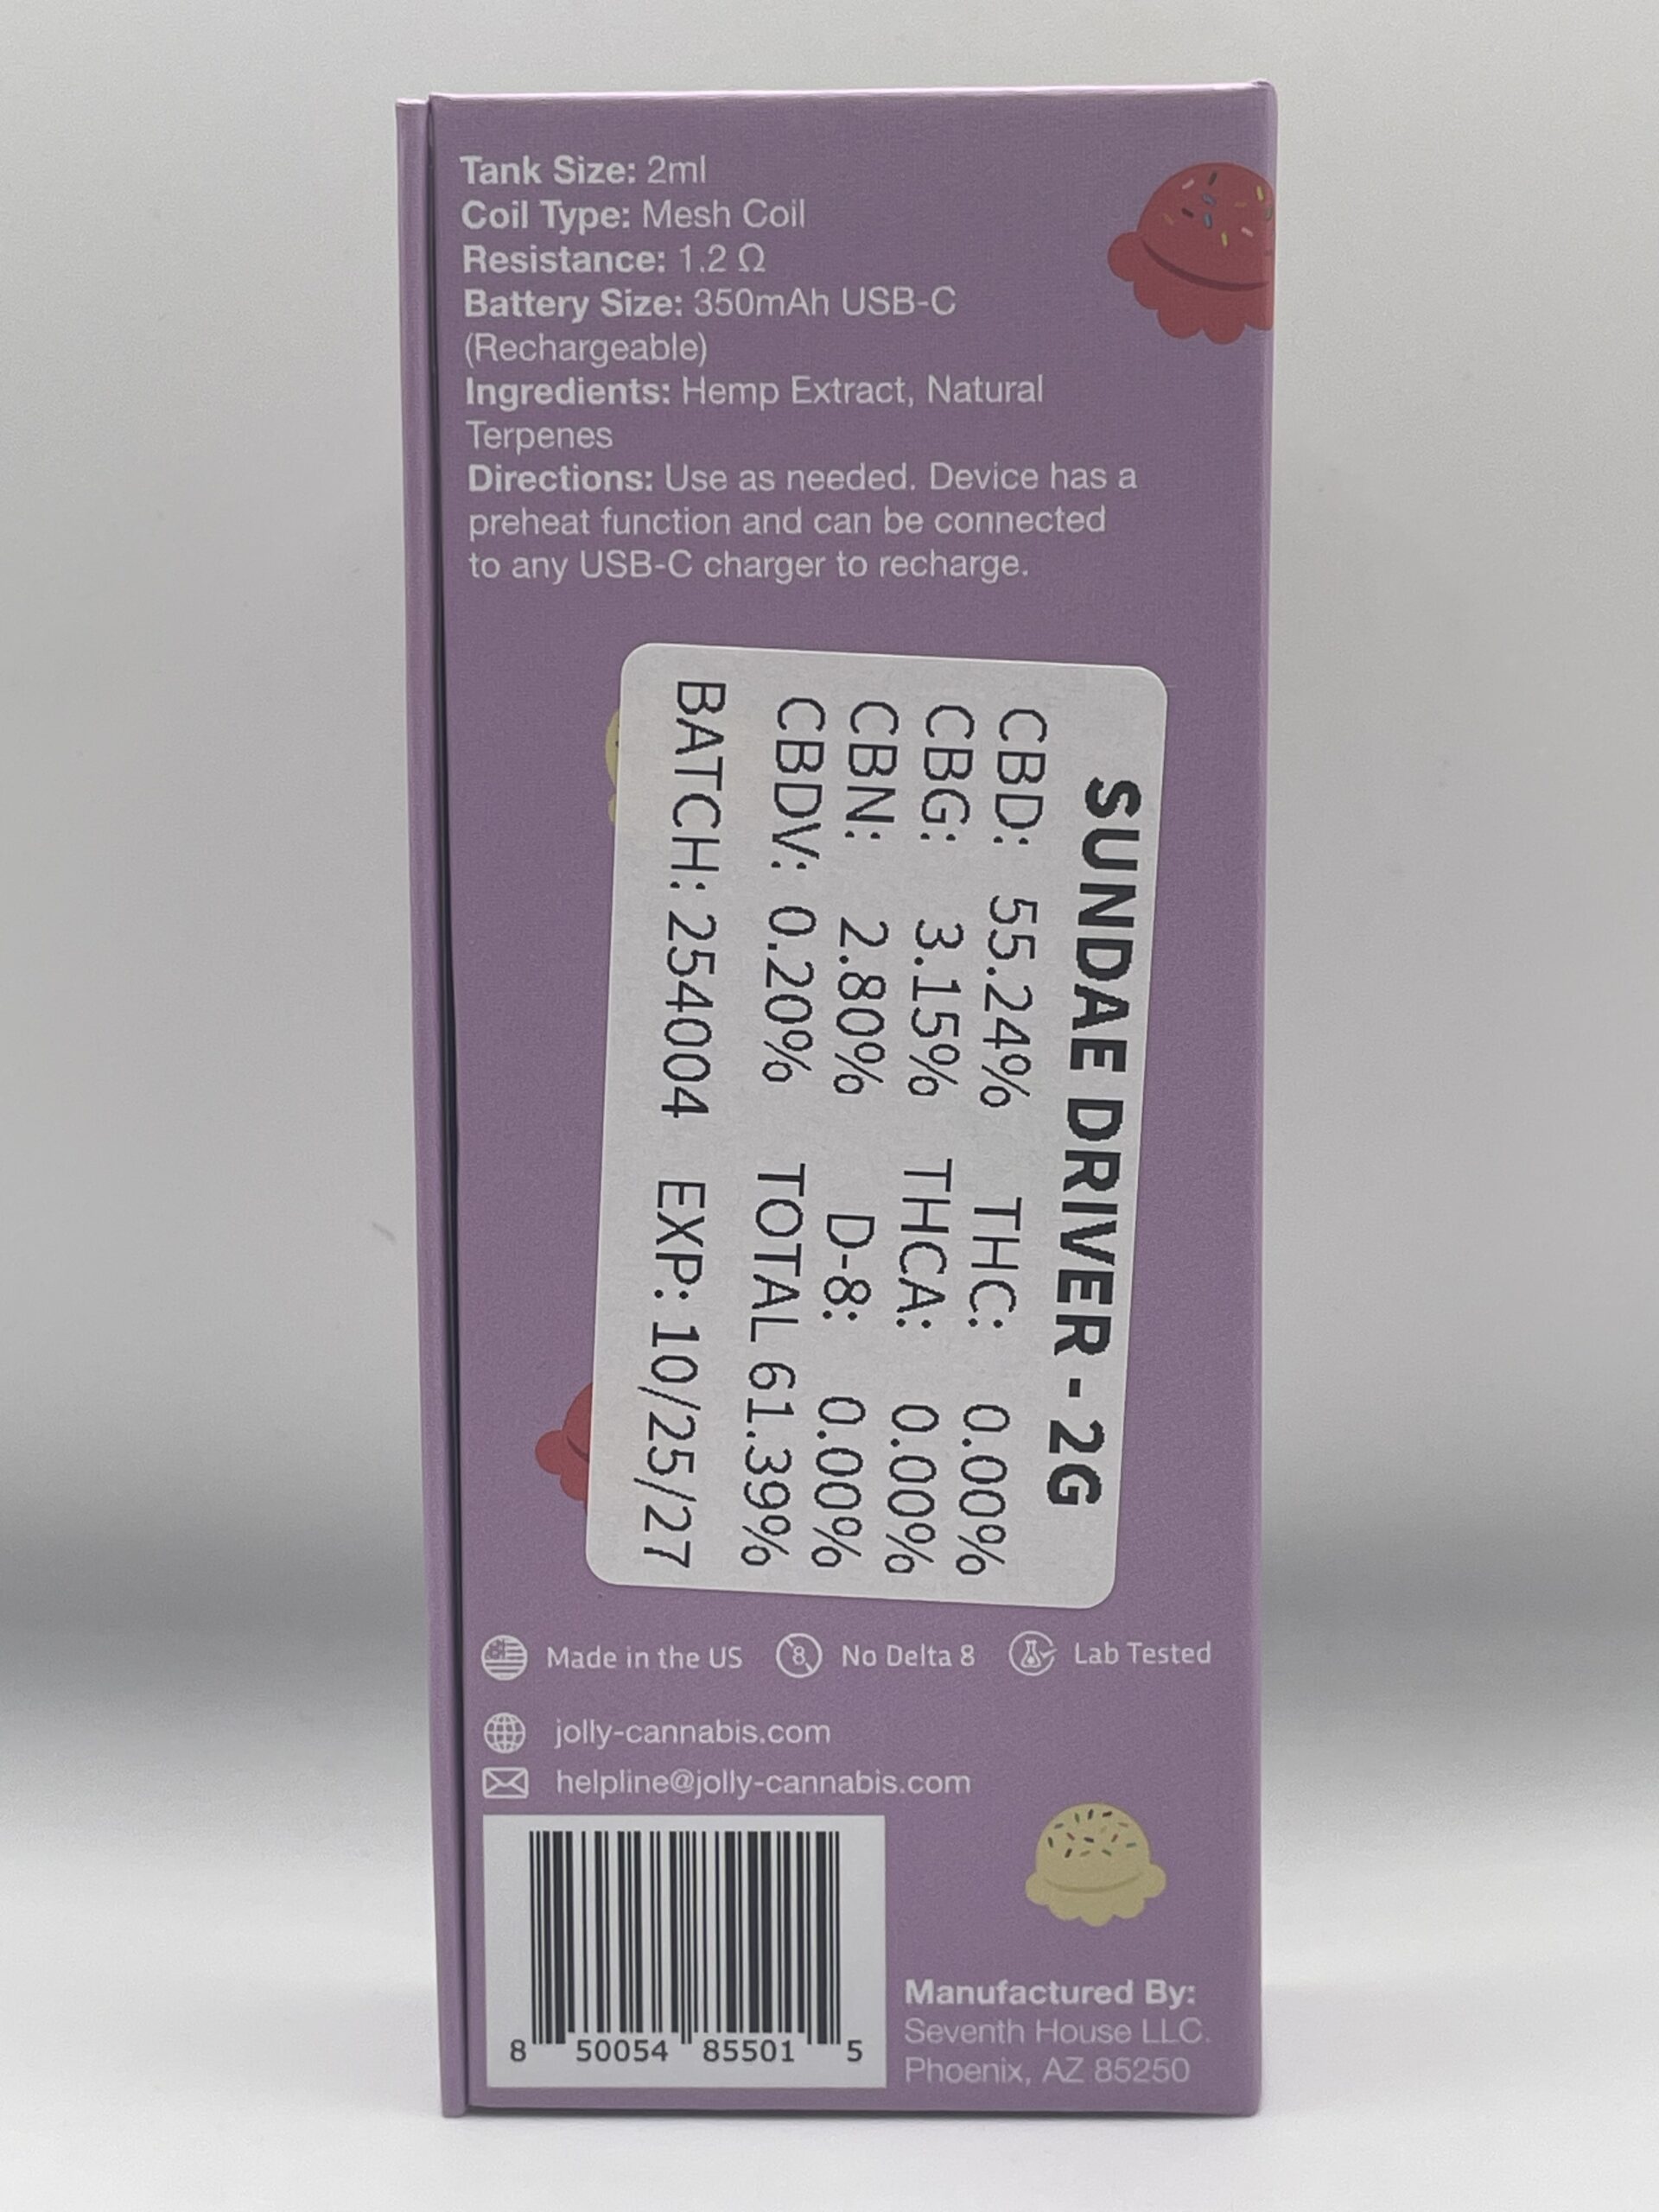 Tank Size: 2ml
Coil Type: Mesh Coil
Resistance: 1.2 Ω
Battery Size: 350mAh USB-C
(Rechargeable)
Ingredients: Hemp Extract, Natural
Terpenes
Directions: Use as needed. Device has a
preheat function and can be connected
to any USB-C charger to recharge.
SUNDAE DRIVER - 2G
CBD: 55.24% THC: 0.00%
CBG: 3.15% THCA: 0.00%
CBN: 2.80% D-8: 0.00%
CBDV: 0.20% TOTAL 61.39%
BATCH: 254004 EXP: 10/25/27
Made in the US 8 No Delta 8 Lab Tested
jolly-cannabis.com
helpline@jolly-cannabis.com
8 50054 85501 5
Manufactured By:
Seventh House LLC.
Phoenix, AZ 85250